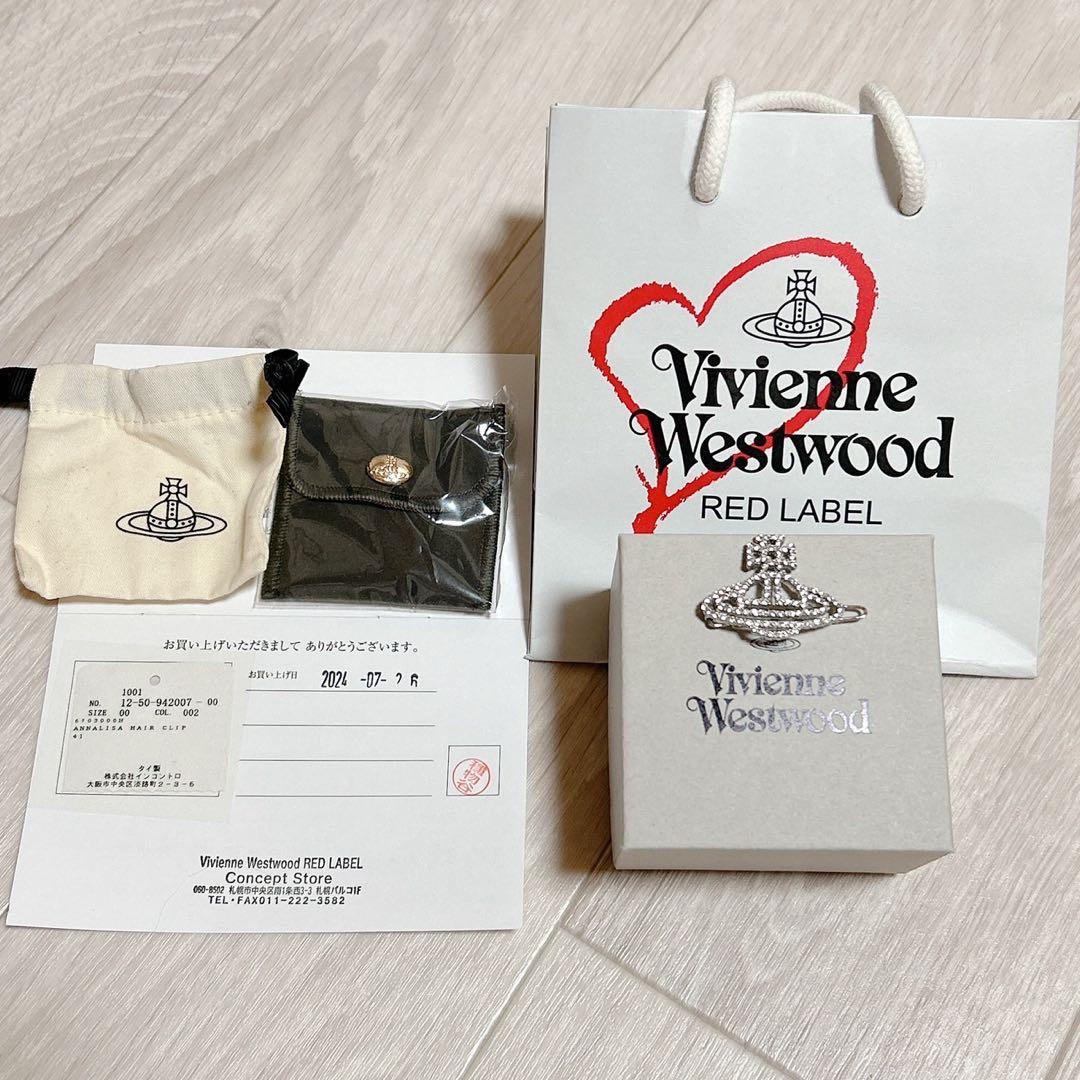 Vivienne
Westwood
RED LABEL
Vivienne
Westwood
お買い上げいただきまして ありがとうございます。
お買い上げ日 2024 -07- 26
1001
NO. 12-50-942007-00
SIZE 00 COL. 002
6103000H
ANNALISA HAIR CLIP
41
タイ製
株式会社インコントロ
大阪市中央区淡路町2-3-6
Vivienne Westwood RED LABEL
Concept Store
060-8502 札幌市中央区南1条西3-3 札幌パルコ1F
TEL・FAX011-222-3582